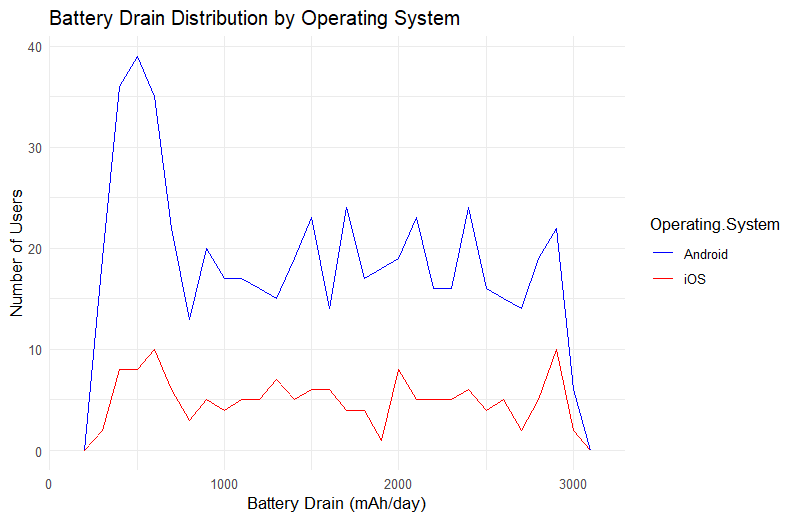 Battery Drain Distribution by Operating System
40
30
20
10
0
Number of Users
0 1000 2000 3000
Battery Drain (mAh/day)
Operating.System
Android
iOS